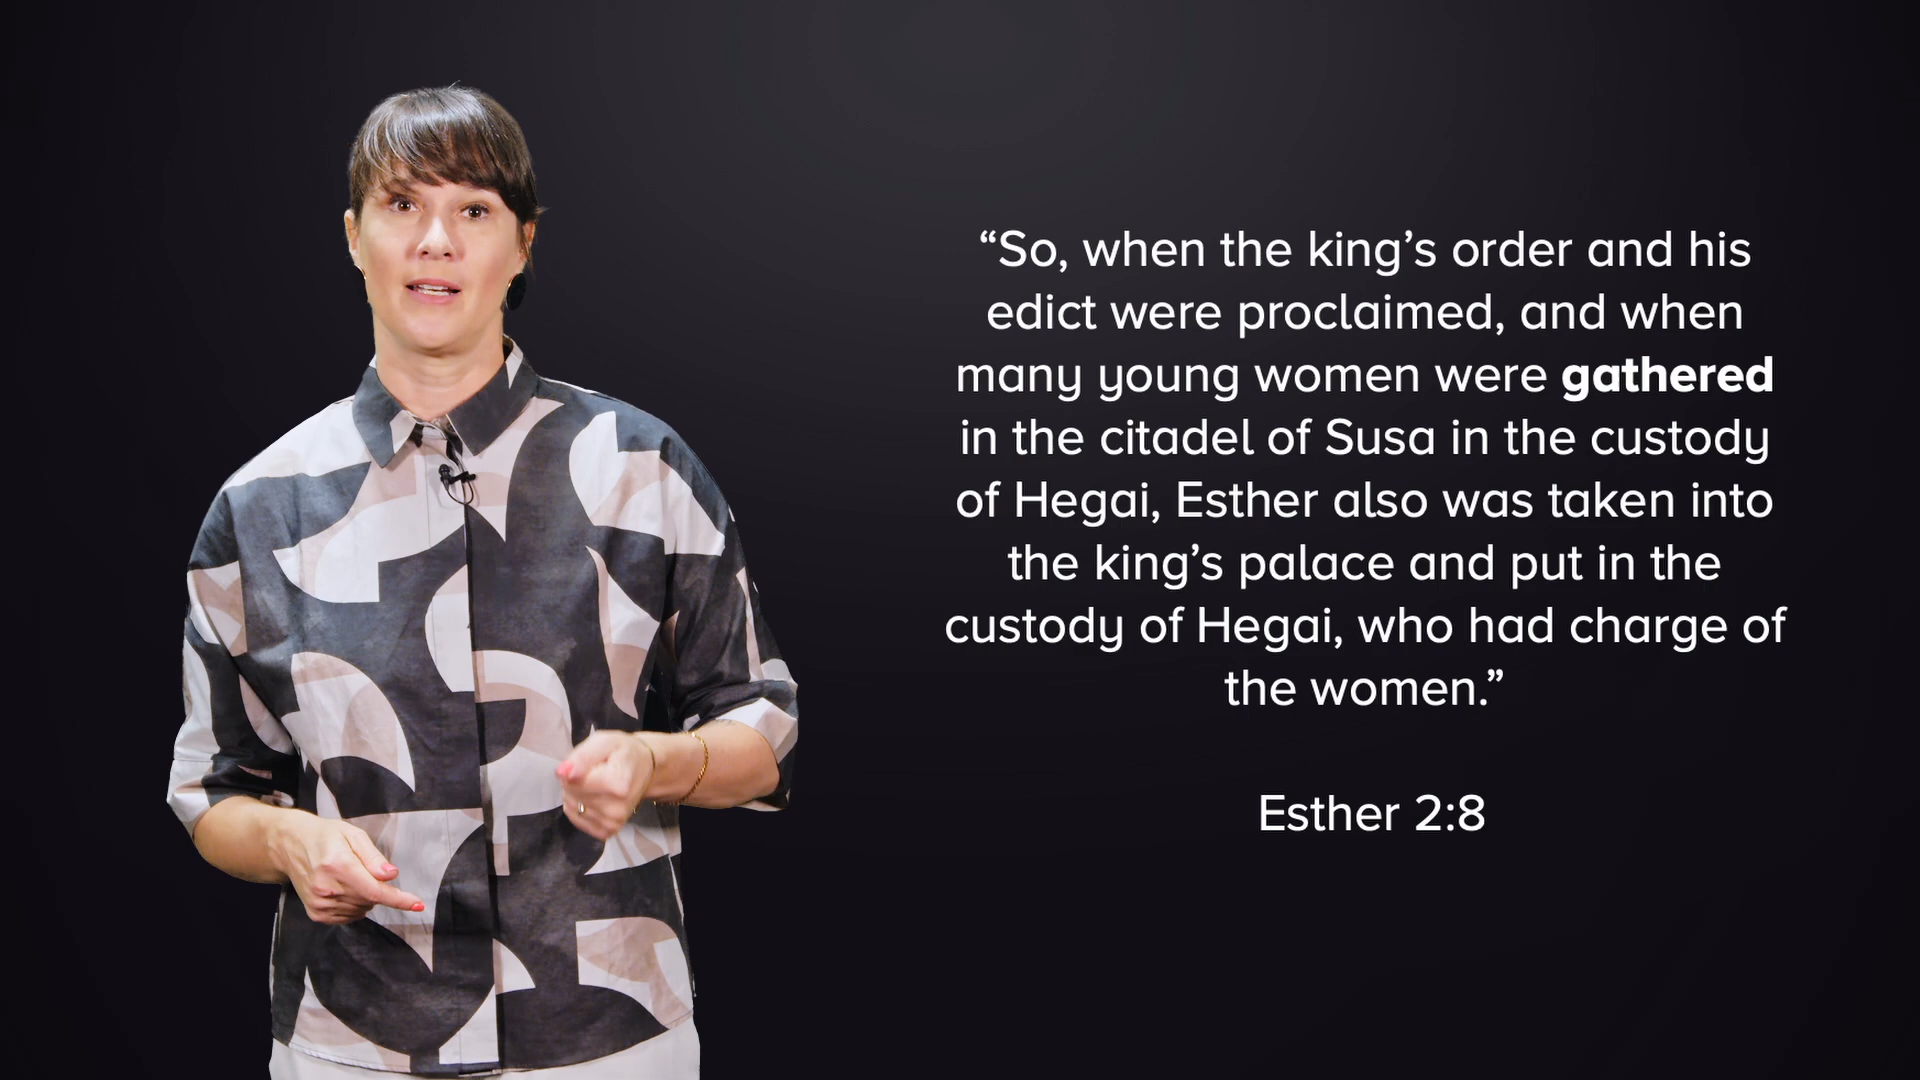 “So, when the king’s order and his
edict were proclaimed, and when
many young women were gathered
in the citadel of Susa in the custody
of Hegai, Esther also was taken into
the king’s palace and put in the
custody of Hegai, who had charge of
the women.”
Esther 2:8